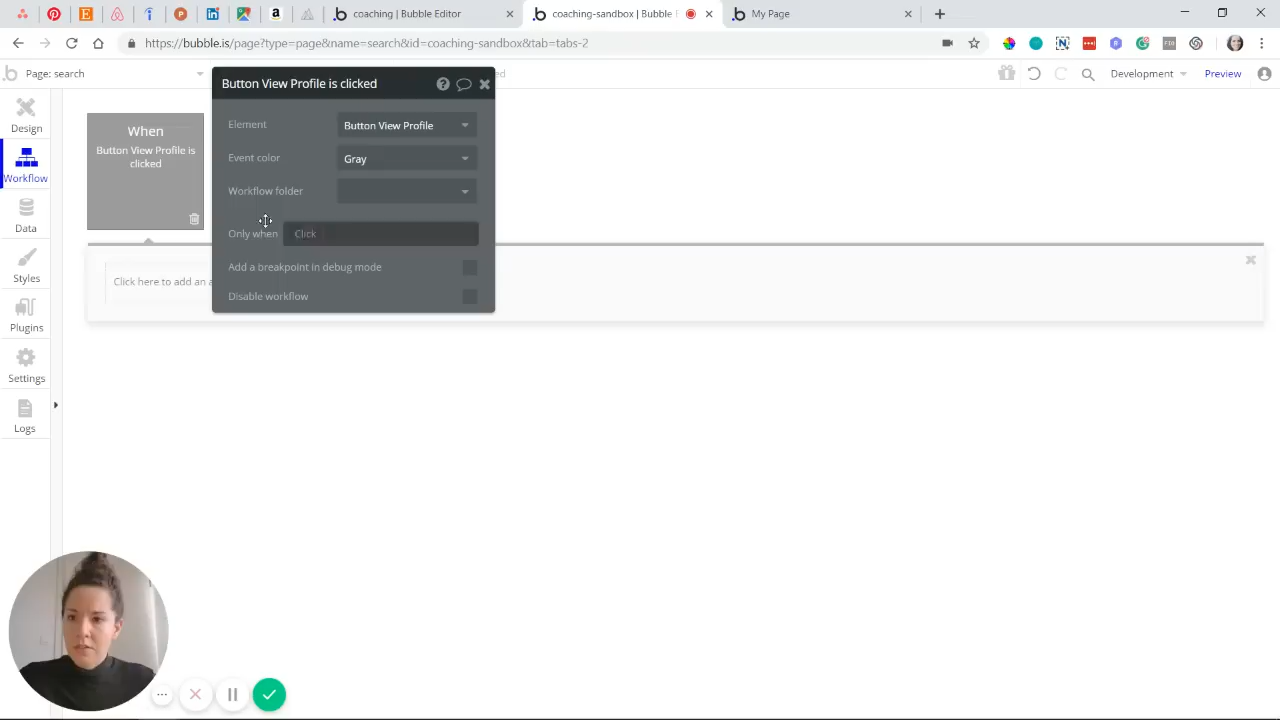 coaching | Bubble Editor
coaching-sandbox | Bubble E
My Page
https://bubble.is/page?type=page&name=search&id=coaching-sandbox&tab=tabs-2
Page: search
Button View Profile is clicked
Development
Preview
Design
Workflow
Data
Styles
Plugins
Settings
Logs
When
Button View Profile is
clicked
Element
Button View Profile
Event color
Gray
Workflow folder
Only when
Click
Add a breakpoint in debug mode
Disable workflow
Click here to add an a